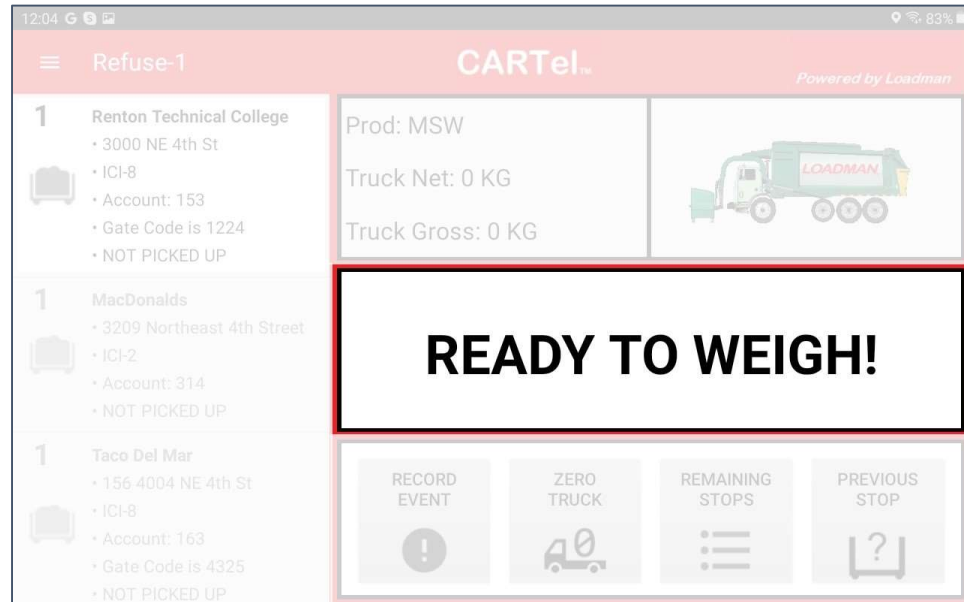 12:04 G
83%
Refuse-1
CARTel™
Powered by Loadman
1
Renton Technical College
• 3000 NE 4th St
• ICI-8
• Account: 153
• Gate Code is 1224
• NOT PICKED UP
1
MacDonalds
• 3209 Northeast 4th Street
• ICI-2
• Account: 314
• NOT PICKED UP
1
Taco Del Mar
• 156 4004 NE 4th St
• ICI-8
• Account: 163
• Gate Code is 4325
• NOT PICKED UP
Prod: MSW
Truck Net: 0 KG
Truck Gross: 0 KG
LOADMAN
READY TO WEIGH!
RECORD
EVENT
ZERO
TRUCK
0
REMAINING
STOPS
PREVIOUS
STOP